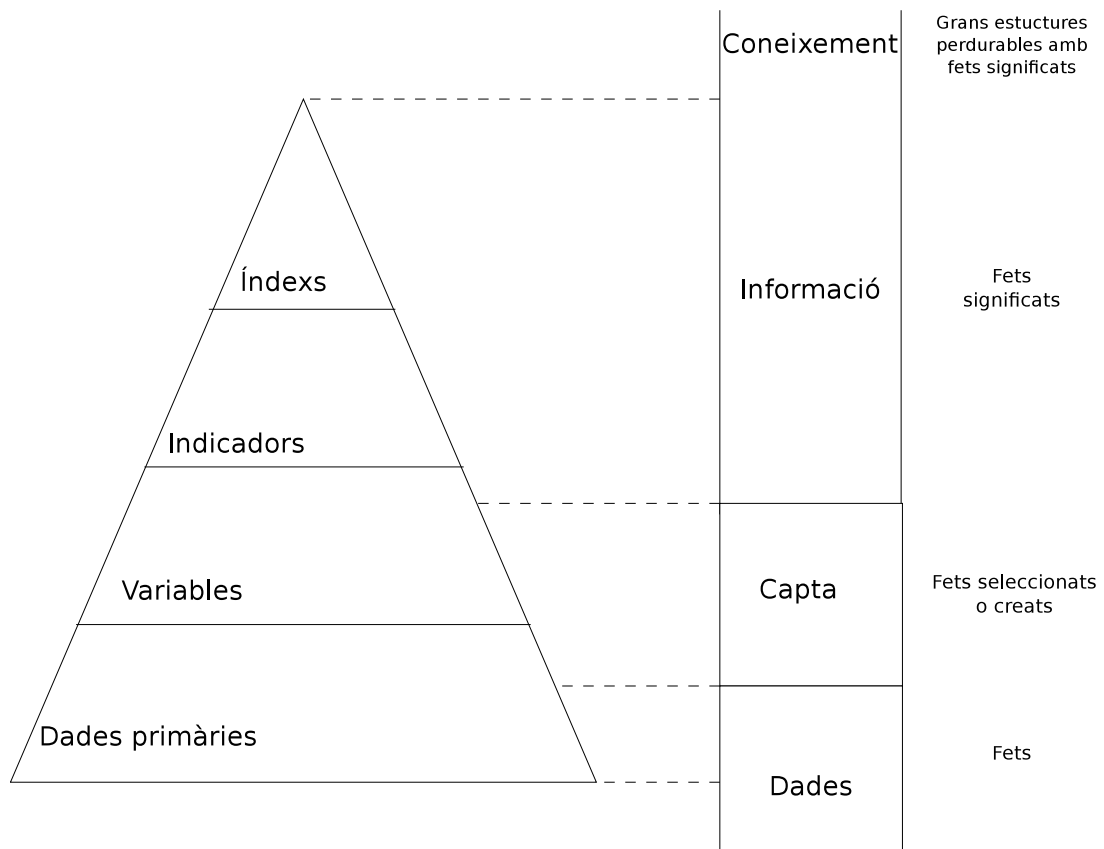 Grans estuctures
perdurables amb
fets significats
Coneixement
Índexs
Informació
Fets
significats
Indicadors
Variables
Capta
Fets seleccionats
o creats
Dades primàries
Dades
Fets